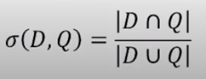 σ(D, Q) = |D ∩ Q| / |D ∪ Q|